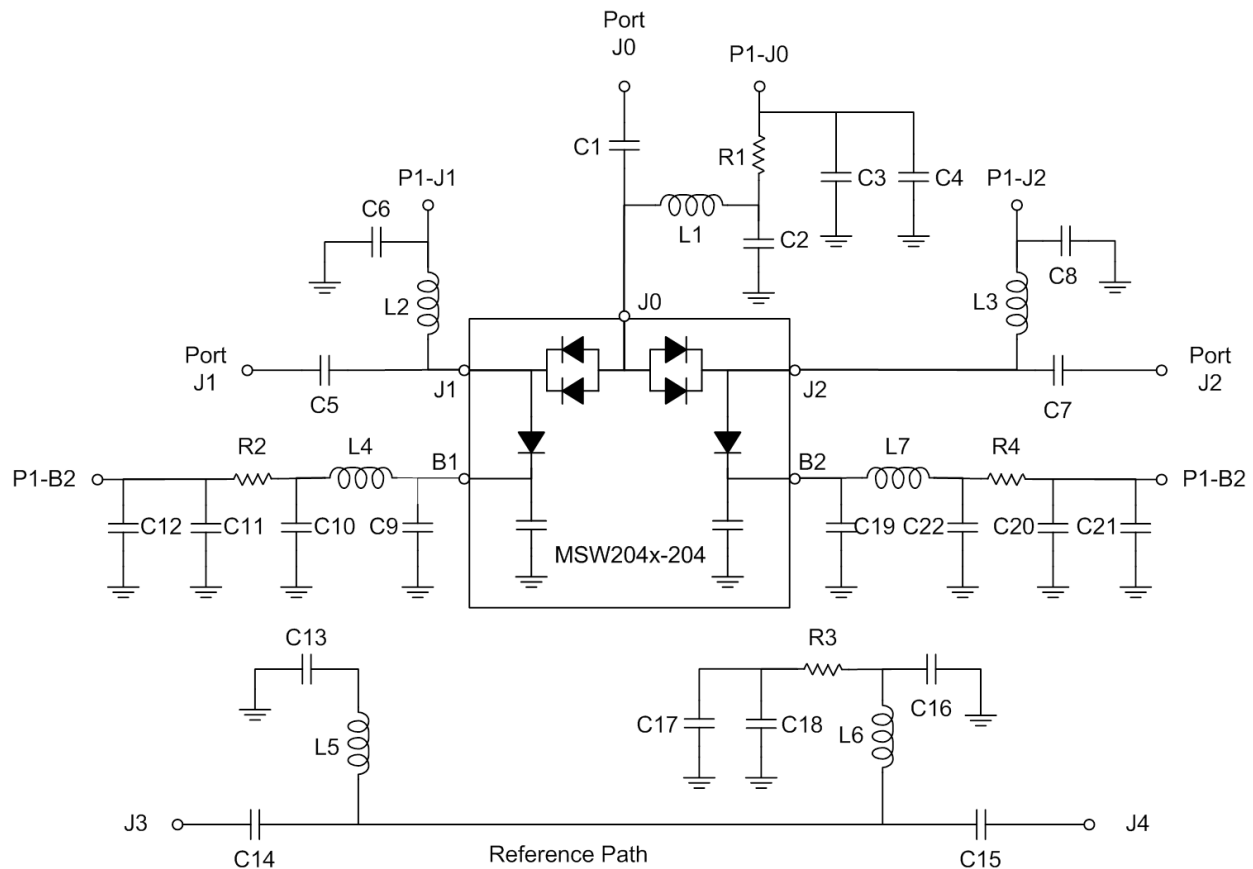 Port
J0
P1-J0
C1
R1
C3
C4
P1-J1
P1-J2
C6
L1
C2
C8
L2
L3
J0
Port
J1
C5
J1
J2
C7
Port
J2
R2
L4
B1
B2
L7
R4
P1-B2
P1-B2
C12
C11
C10
C9
C19
C22
C20
C21
MSW204x-204
C13
R3
C17
C18
C16
L5
L6
J3
J4
C14
Reference Path
C15